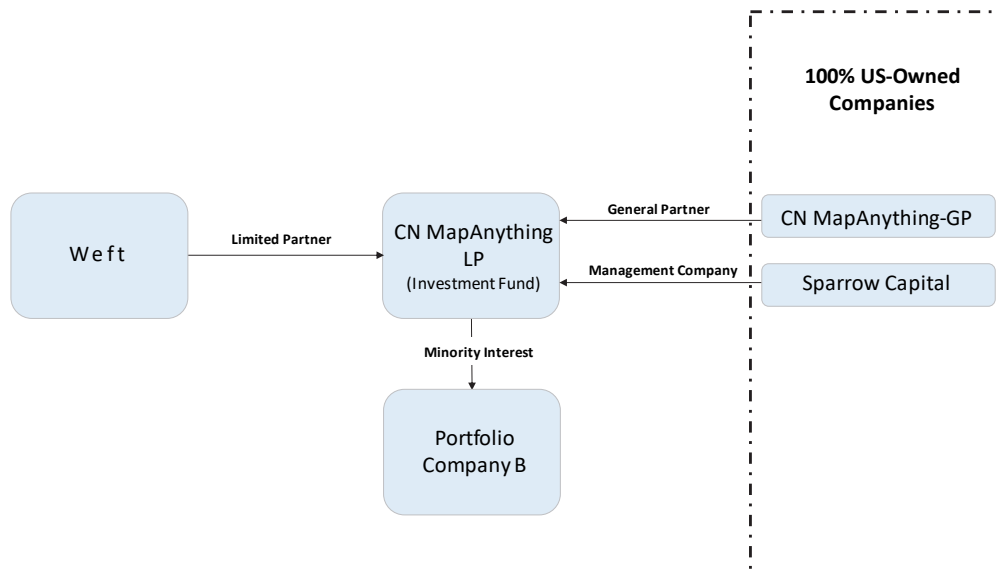 100% US-Owned
Companies
General Partner
CN MapAnything-GP
Weft
Limited Partner
CN MapAnything
LP
(Investment Fund)
Management Company
Sparrow Capital
Minority Interest
Portfolio
Company B